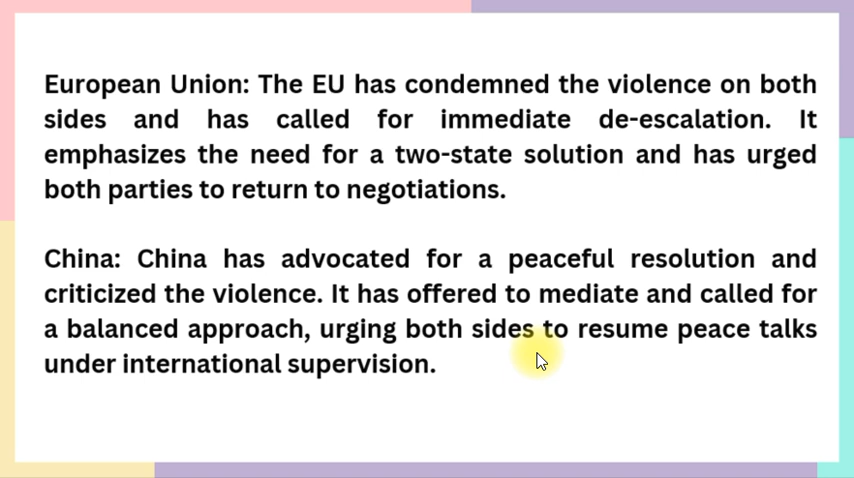 European Union: The EU has condemned the violence on both
sides and has called for immediate de-escalation. It
emphasizes the need for a two-state solution and has urged
both parties to return to negotiations.
China: China has advocated for a peaceful resolution and
criticized the violence. It has offered to mediate and called for
a balanced approach, urging both sides to resume peace talks
under international supervision.